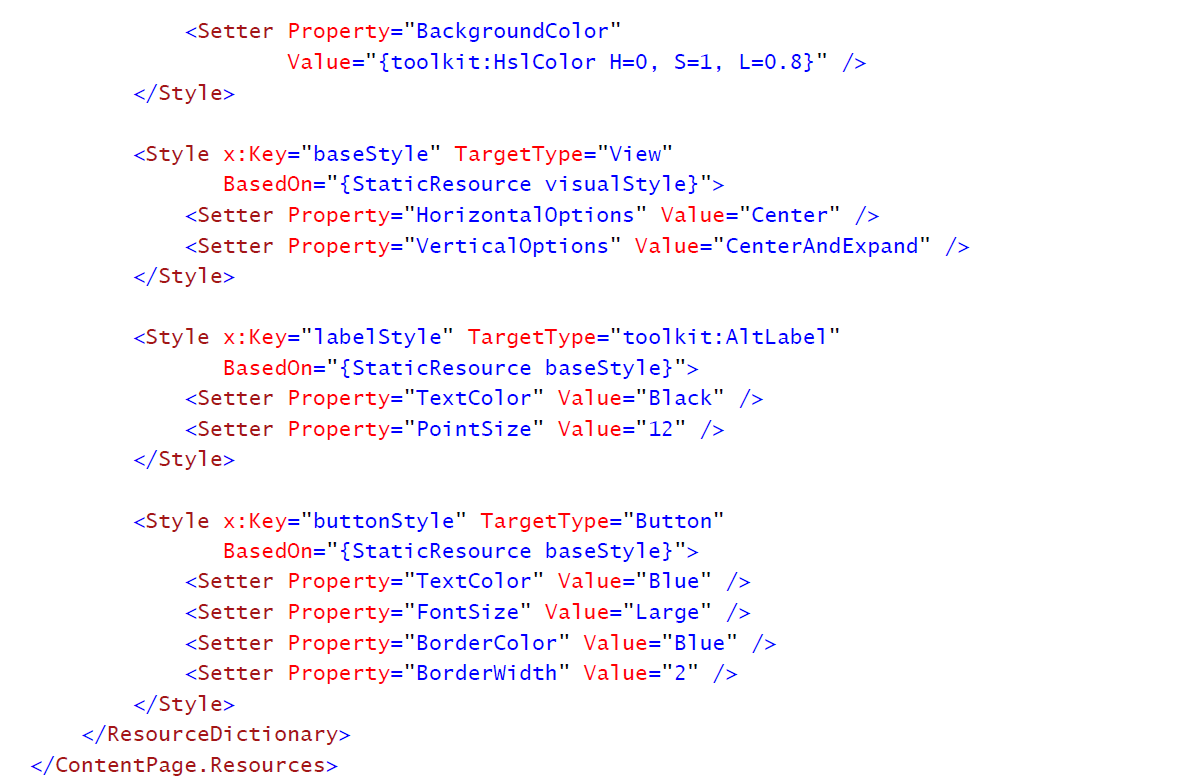 <Setter Property="BackgroundColor"
                    Value="{toolkit:HslColor H=0, S=1, L=0.8}" />
        </Style>

        <Style x:Key="baseStyle" TargetType="View"
               BasedOn="{StaticResource visualStyle}">
            <Setter Property="HorizontalOptions" Value="Center" />
            <Setter Property="VerticalOptions" Value="CenterAndExpand" />
        </Style>

        <Style x:Key="labelStyle" TargetType="toolkit:AltLabel"
               BasedOn="{StaticResource baseStyle}">
            <Setter Property="TextColor" Value="Black" />
            <Setter Property="PointSize" Value="12" />
        </Style>

        <Style x:Key="buttonStyle" TargetType="Button"
               BasedOn="{StaticResource baseStyle}">
            <Setter Property="TextColor" Value="Blue" />
            <Setter Property="FontSize" Value="Large" />
            <Setter Property="BorderColor" Value="Blue" />
            <Setter Property="BorderWidth" Value="2" />
        </Style>
    </ResourceDictionary>
</ContentPage.Resources>